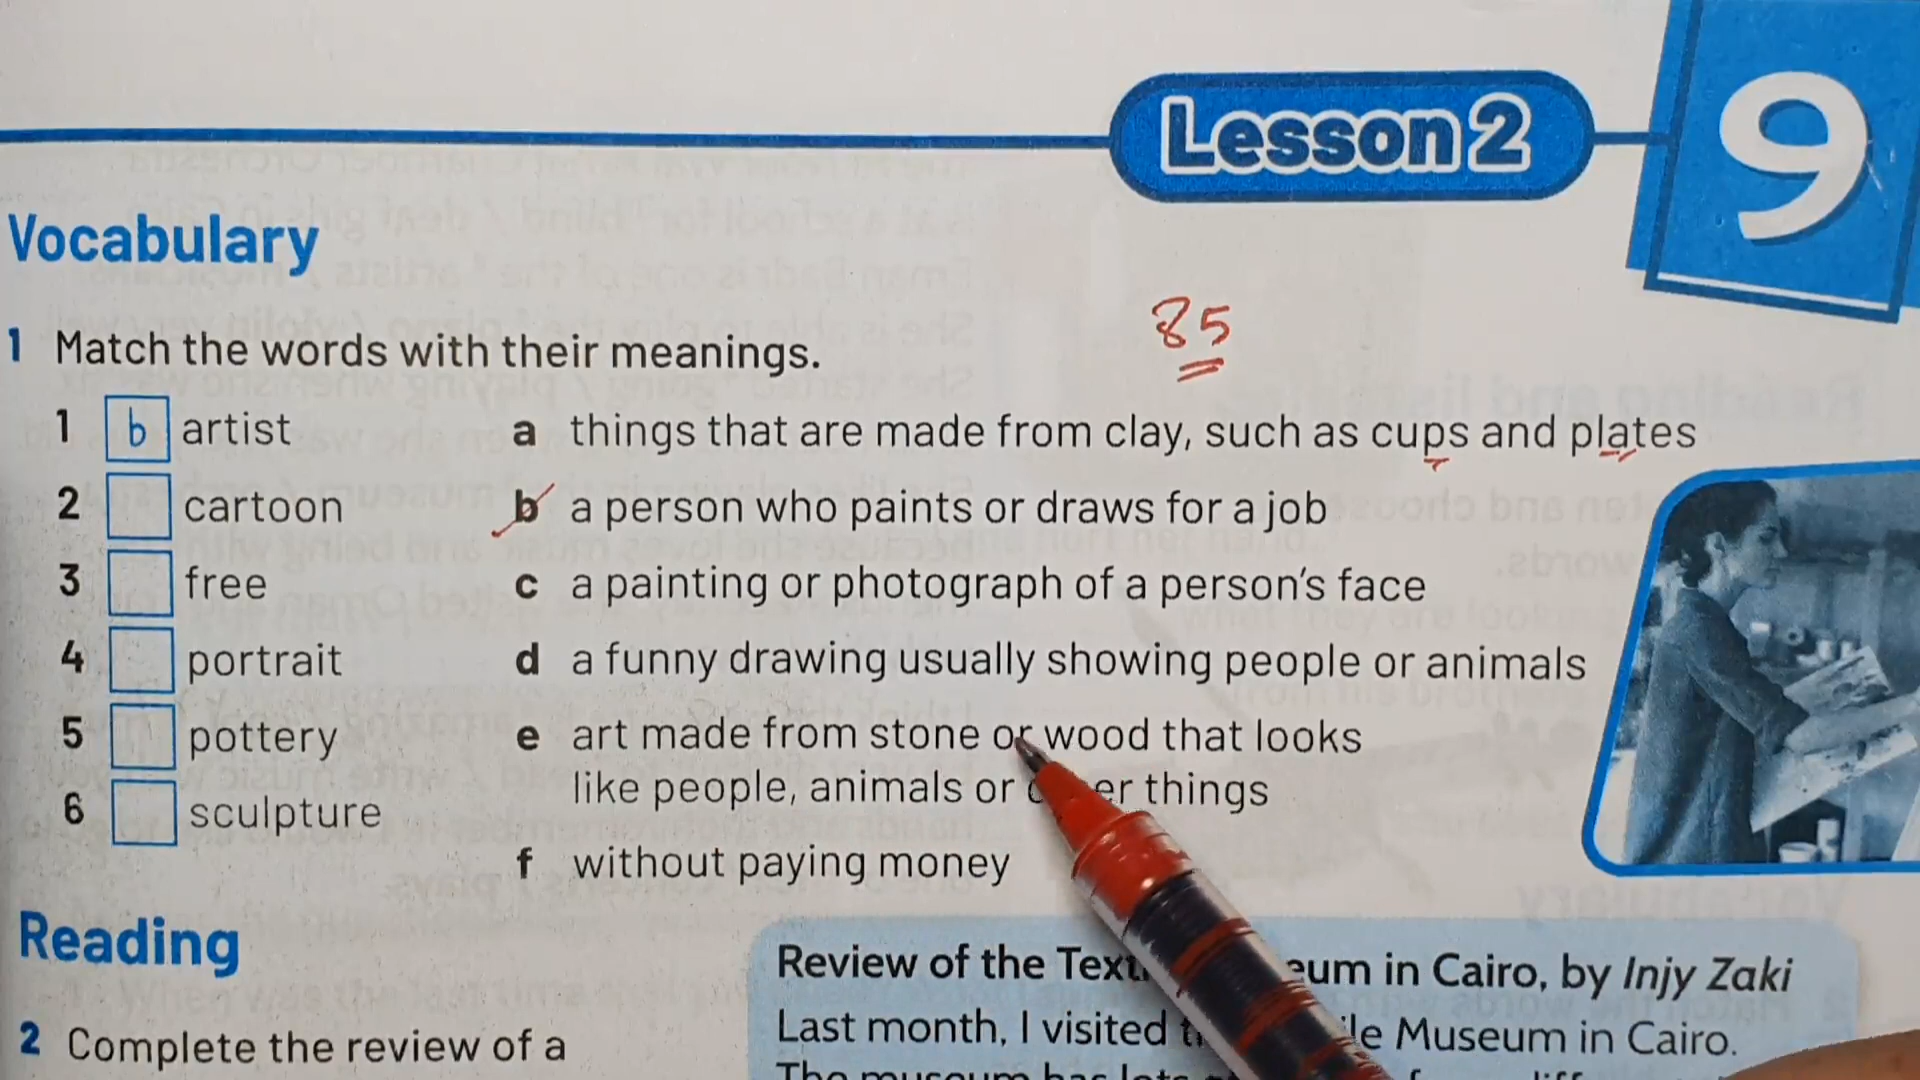 Lesson 2
9
Vocabulary
85
1 Match the words with their meanings.
1 b artist
2 cartoon
3 free
4 portrait
5 pottery
6 sculpture
a things that are made from clay, such as cups and plates
b a person who paints or draws for a job
c a painting or photograph of a person's face
d a funny drawing usually showing people or animals
e art made from stone or wood that looks
like people, animals or things
f without paying money
Reading
2 Complete the review of a
Review of the in Cairo, by Injy Zaki
Last month, I visited Museum in Cairo.
The museum has lots